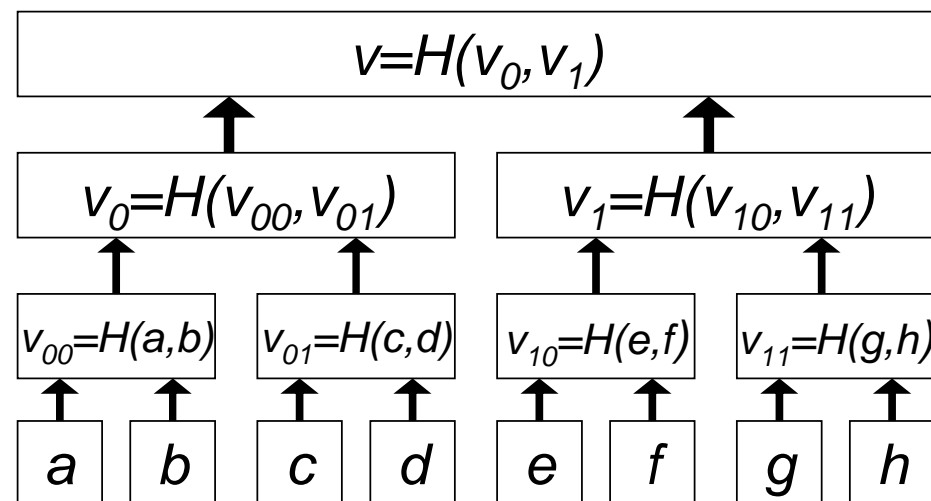 v=H(v₀,v₁)
v₀=H(v₀₀,v₀₁) v₁=H(v₁₀,v₁₁)
v₀₀=H(a,b) v₀₁=H(c,d) v₁₀=H(e,f) v₁₁=H(g,h)
a b c d e f g h